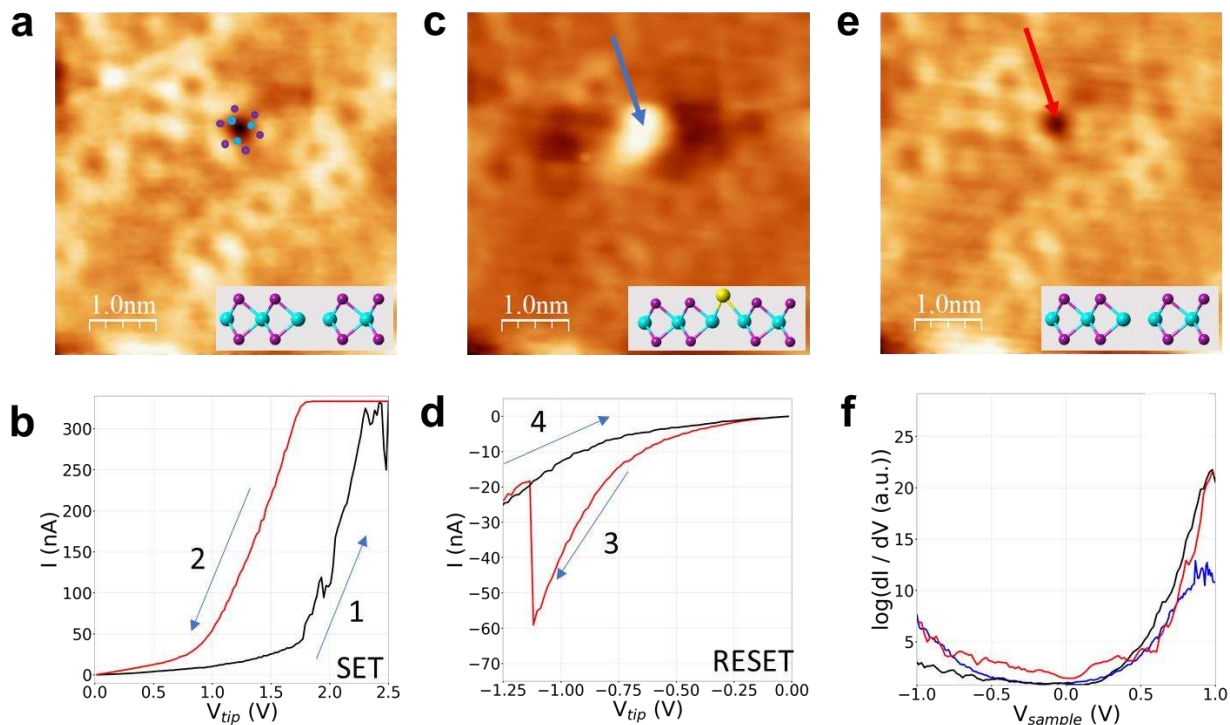 a
c
e
1.0nm
1.0nm
1.0nm
b
300
250
200
150
100
50
0
I (nA)
2
1
SET
0.0
0.5
1.0
1.5
2.0
2.5
V_tip (V)
d
0
−10
−20
−30
−40
−50
−60
−70
I (nA)
4
3
RESET
−1.25
−1.00
−0.75
−0.50
−0.25
0.00
V_tip (V)
f
25
20
15
10
5
log(dI / dV (a.u.))
−1.0
−0.5
0.0
0.5
1.0
V_sample (V)